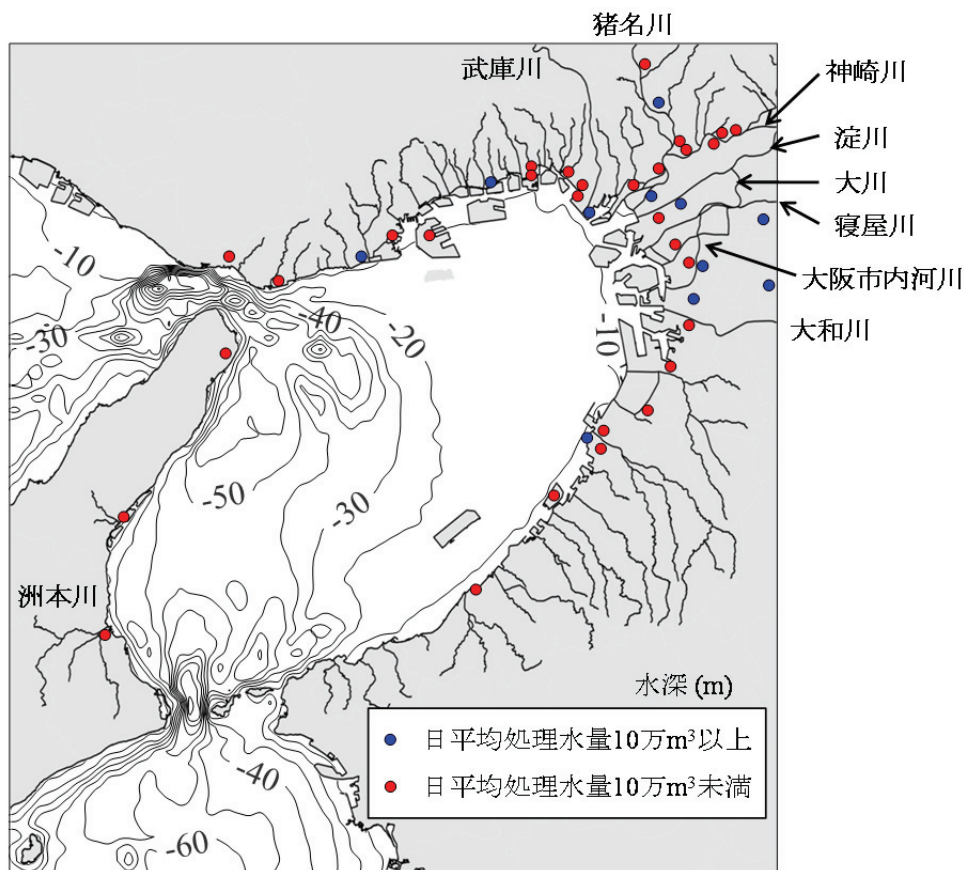 猪名川
武庫川
神崎川
淀川
大川
寝屋川
大阪市内河川
大和川
-10
-30
-40
-20
-10
-50
-30
洲本川
水深 (m)
日平均処理水量10万m³以上
日平均処理水量10万m³未満
-40
-60